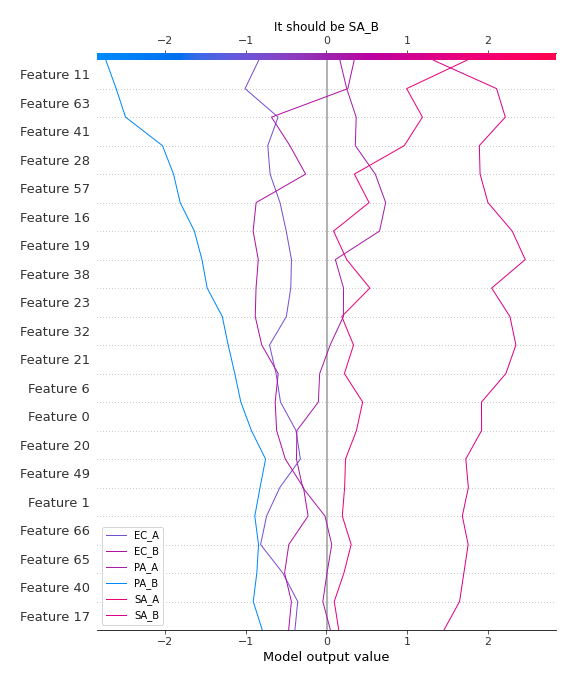 It should be SA_B
−2 −1 0 1 2
Feature 11
Feature 63
Feature 41
Feature 28
Feature 57
Feature 16
Feature 19
Feature 38
Feature 23
Feature 32
Feature 21
Feature 6
Feature 0
Feature 20
Feature 49
Feature 1
Feature 66
Feature 65
Feature 40
Feature 17
EC_A
EC_B
PA_A
PA_B
SA_A
SA_B
−2 −1 0 1 2
Model output value